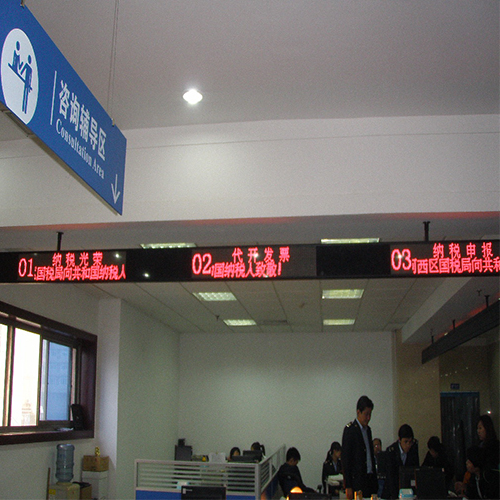 咨询辅导区
Consultation Area
01
纳税光荣
国税局向共和国纳税人
02
代开发票
国纳税人致敬!
03
纳税申报
西区国税局向共和